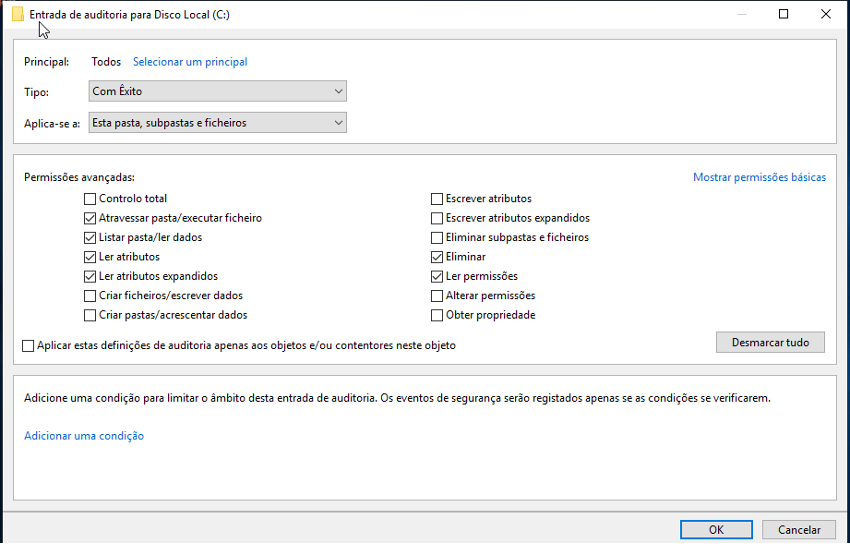 Entrada de auditoria para Disco Local (C:)
Principal: Todos Selecionar um principal
Tipo: Com Êxito
Aplica-se a: Esta pasta, subpastas e ficheiros
Permissões avançadas: Mostrar permissões básicas
Controlo total Escrever atributos
Atravessar pasta/executar ficheiro Escrever atributos expandidos
Listar pasta/ler dados Eliminar subpastas e ficheiros
Ler atributos Eliminar
Ler atributos expandidos Ler permissões
Criar ficheiros/escrever dados Alterar permissões
Criar pastas/acrescentar dados Obter propriedade
Aplicar estas definições de auditoria apenas aos objetos e/ou contentores neste objeto Desmarcar tudo
Adicione uma condição para limitar o âmbito desta entrada de auditoria. Os eventos de segurança serão registados apenas se as condições se verificarem.
Adicionar uma condição
OK Cancelar